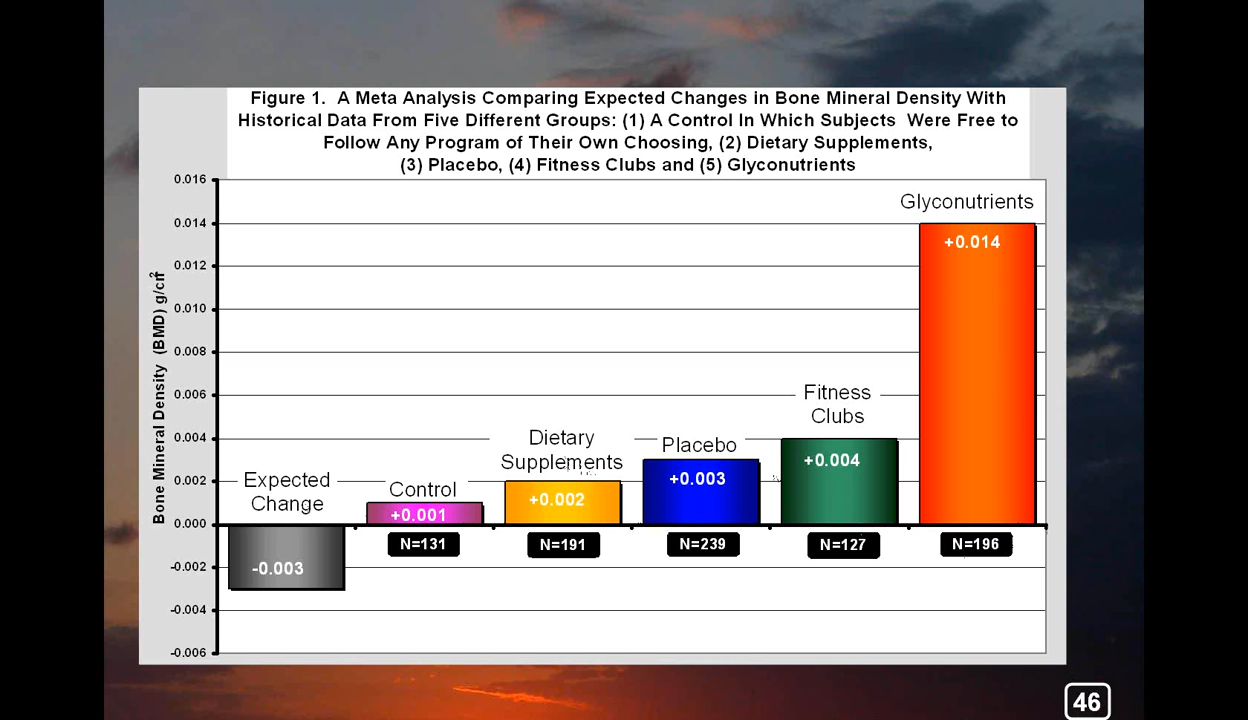 Figure 1. A Meta Analysis Comparing Expected Changes in Bone Mineral Density With
Historical Data From Five Different Groups: (1) A Control In Which Subjects Were Free to
Follow Any Program of Their Own Choosing, (2) Dietary Supplements,
(3) Placebo, (4) Fitness Clubs and (5) Glyconutrients
Bone Mineral Density (BMD) g/cm²
0.016
0.014
0.012
0.010
0.008
0.006
0.004
0.002
0.000
-0.002
-0.004
-0.006
Expected
Change
-0.003
Control
+0.001
N=131
Dietary
Supplements
+0.002
N=191
Placebo
+0.003
N=239
Fitness
Clubs
+0.004
N=127
Glyconutrients
+0.014
N=196
46